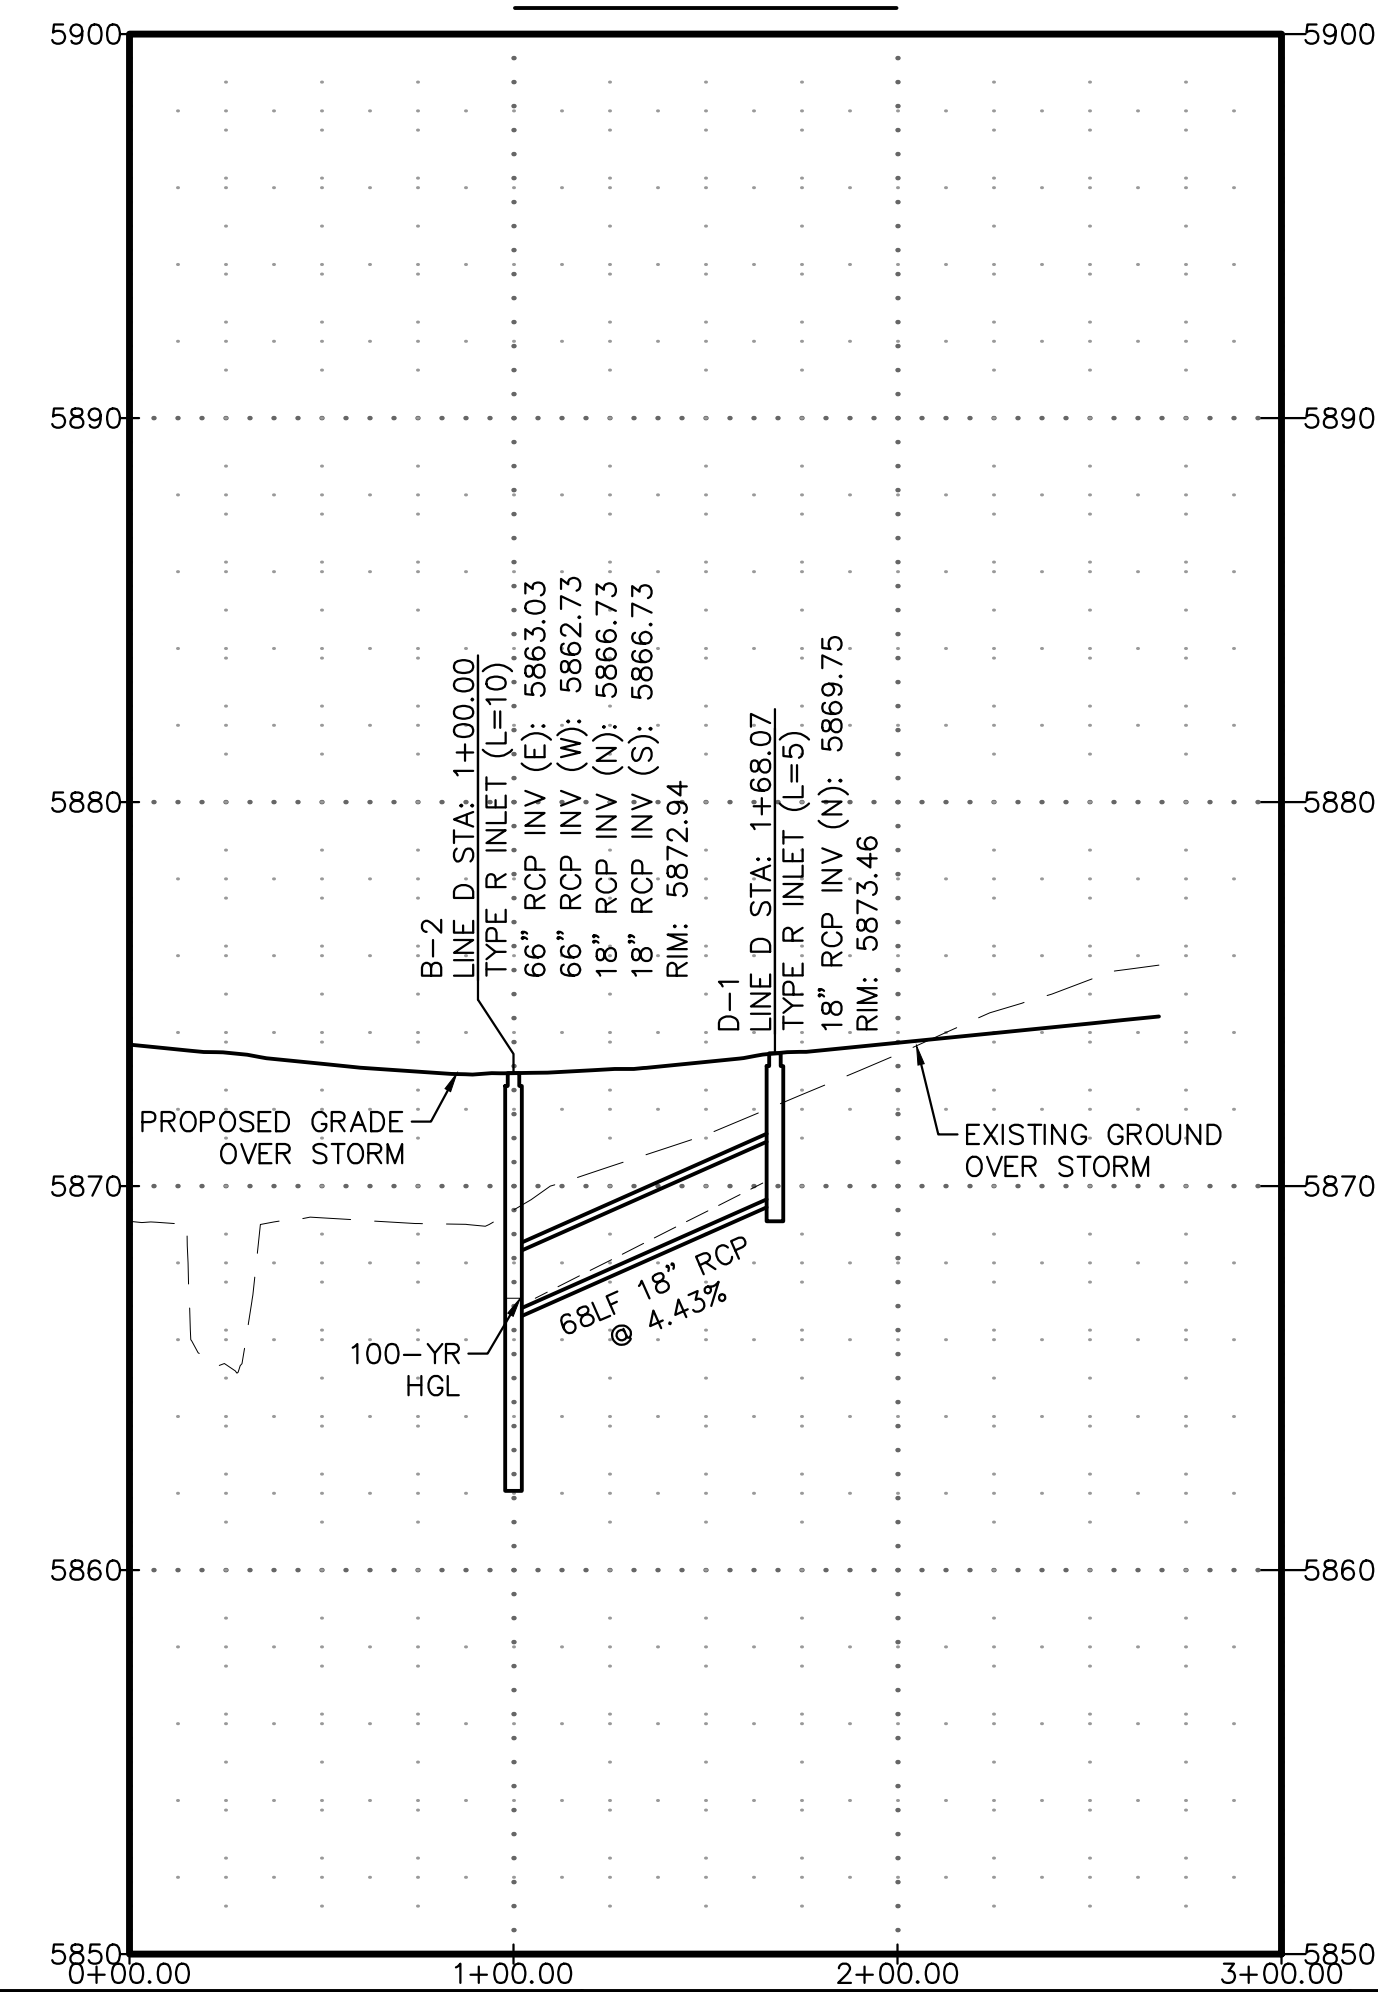 5900
5900
5890
5890
B-2
LINE D STA: 1+00.00
TYPE R INLET (L=10)
66" RCP INV (E): 5863.03
66" RCP INV (W): 5862.73
18" RCP INV (N): 5866.73
18" RCP INV (S): 5866.73
RIM: 5872.94
D-1
LINE D STA: 1+68.07
TYPE R INLET (L=5)
18" RCP INV (N): 5869.75
RIM: 5873.46
5880
5880
PROPOSED GRADE
OVER STORM
EXISTING GROUND
OVER STORM
5870
5870
68LF 18" RCP
@ 4.43%
100-YR
HGL
5860
5860
5850
5850
0+00.00
1+00.00
2+00.00
3+00.00